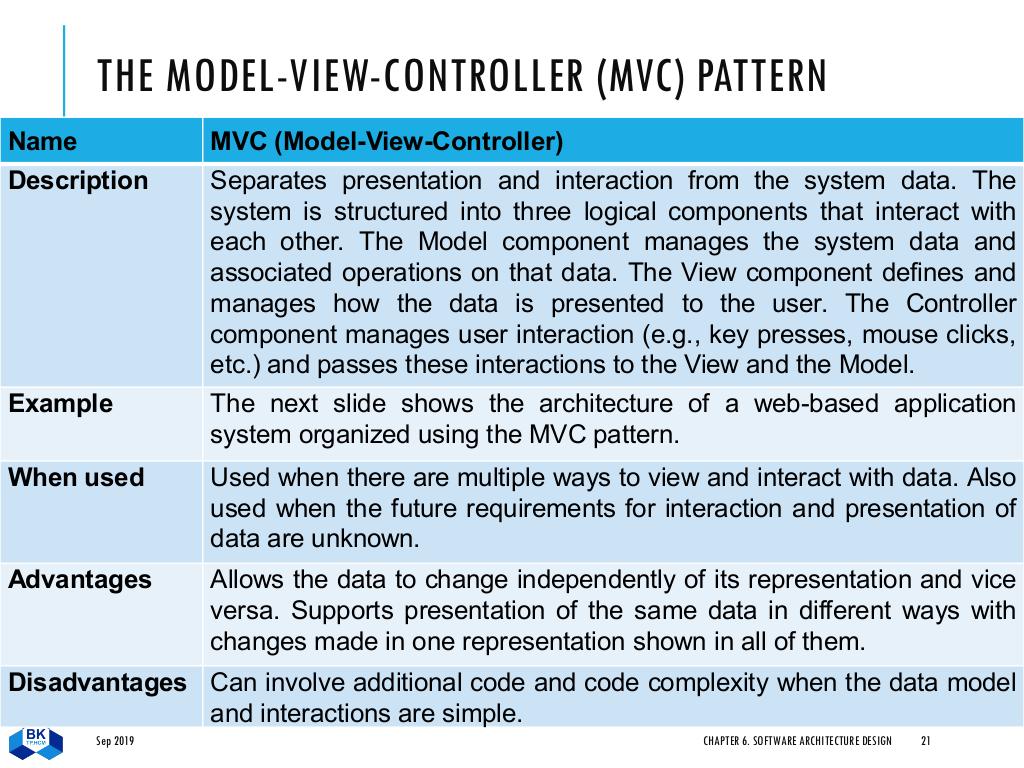 THE MODEL-VIEW-CONTROLLER (MVC) PATTERN
Name
MVC (Model-View-Controller)
Description
Separates presentation and interaction from the system data. The
system is structured into three logical components that interact with
each other. The Model component manages the system data and
associated operations on that data. The View component defines and
manages how the data is presented to the user. The Controller
component manages user interaction (e.g., key presses, mouse clicks,
etc.) and passes these interactions to the View and the Model.
Example
The next slide shows the architecture of a web-based application
system organized using the MVC pattern.
When used
Used when there are multiple ways to view and interact with data. Also
used when the future requirements for interaction and presentation of
data are unknown.
Advantages
Allows the data to change independently of its representation and vice
versa. Supports presentation of the same data in different ways with
changes made in one representation shown in all of them.
Disadvantages
Can involve additional code and code complexity when the data model
and interactions are simple.
BK
TP.HCM
Sep 2019
CHAPTER 6. SOFTWARE ARCHITECTURE DESIGN
21